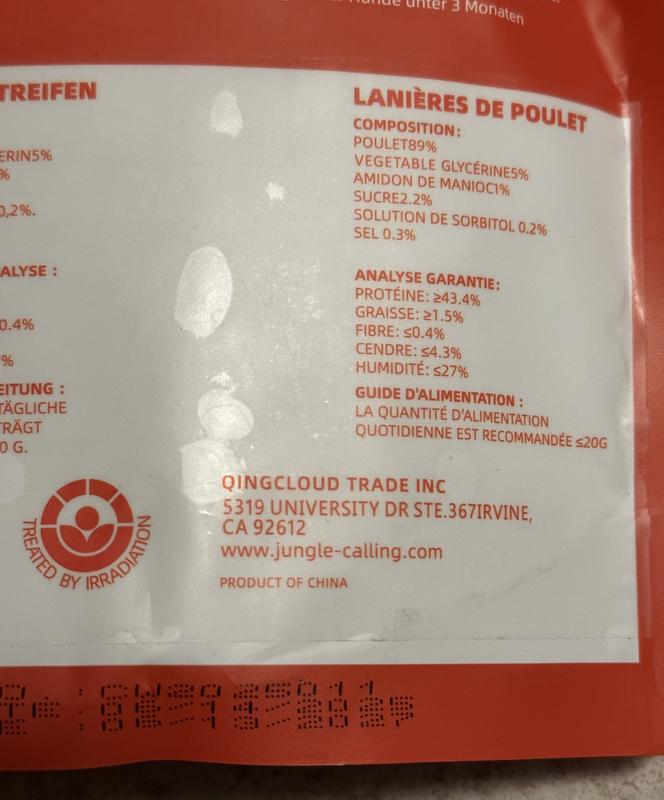 Hunde unter 3 Monaten
TREIFEN
ERIN5%
%
0,2%.
ALYSE :
0.4%
%
EITUNG :
TÄGLICHE
TRÄGT
0 G.
LANIÈRES DE POULET
COMPOSITION:
POULET89%
VEGETABLE GLYCÉRINE5%
AMIDON DE MANIOC1%
SUCRE2.2%
SOLUTION DE SORBITOL 0.2%
SEL 0.3%
ANALYSE GARANTIE:
PROTÉINE: ≥43.4%
GRAISSE: ≥1.5%
FIBRE: ≤0.4%
CENDRE: ≤4.3%
HUMIDITÉ: ≤27%
GUIDE D'ALIMENTATION :
LA QUANTITÉ D'ALIMENTATION
QUOTIDIENNE EST RECOMMANDÉE ≤20G
TREATED BY IRRADIATION
QINGCLOUD TRADE INC
5319 UNIVERSITY DR STE.367IRVINE,
CA 92612
www.jungle-calling.com
PRODUCT OF CHINA